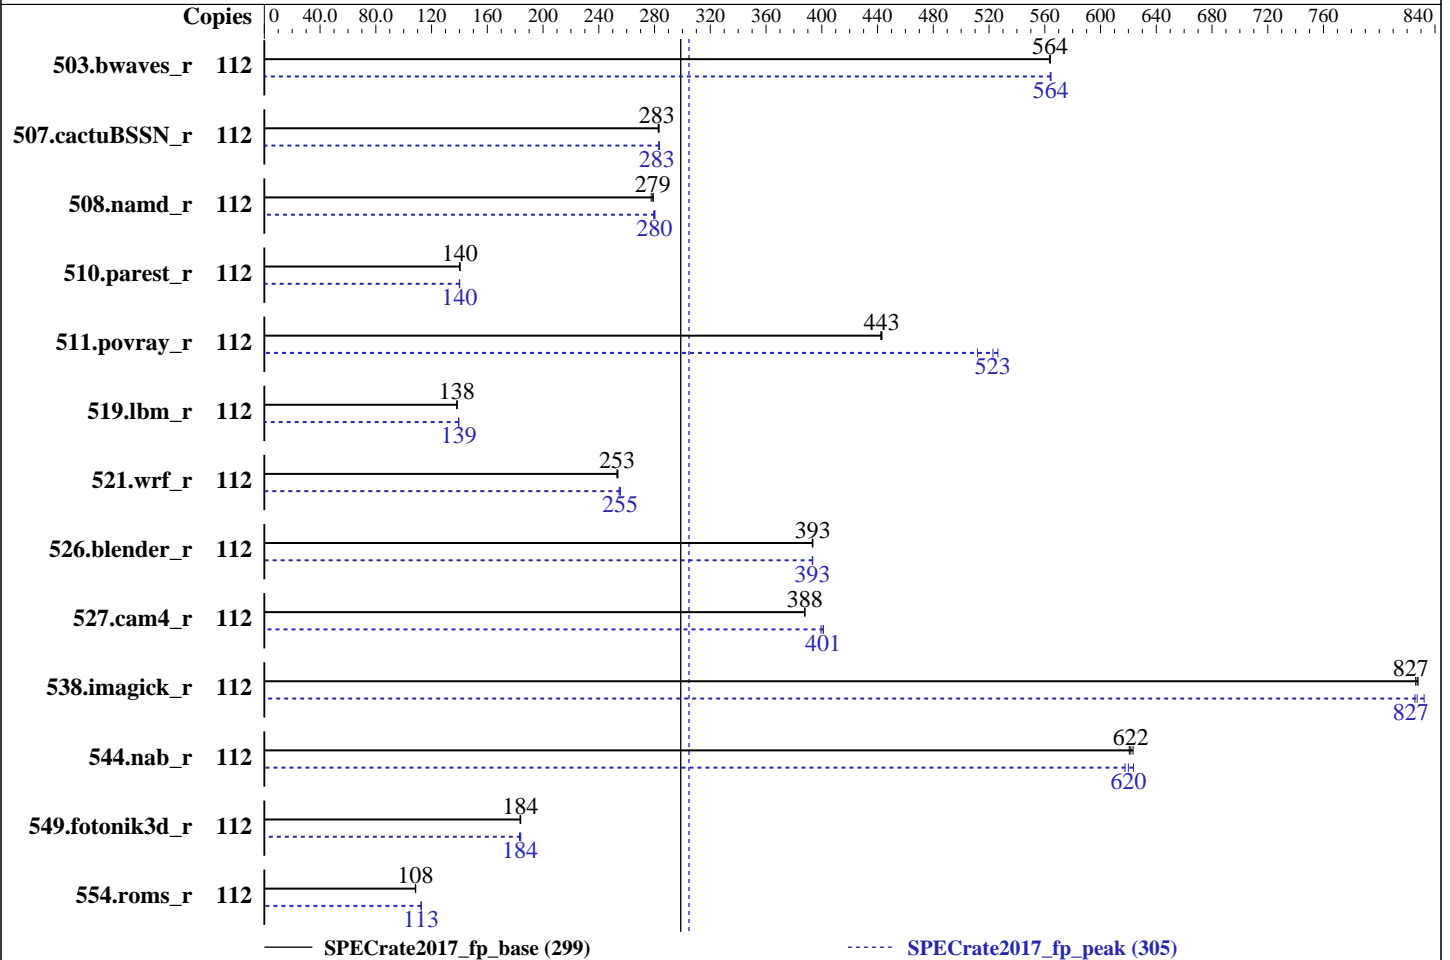 Copies 0 40.0 80.0 120 160 200 240 280 320 360 400 440 480 520 560 600 640 680 720 760 840
564
503.bwaves_r 112
564
283
507.cactuBSSN_r 112
283
279
508.namd_r 112
280
140
510.parest_r 112
140
443
511.povray_r 112
523
138
519.lbm_r 112
139
253
521.wrf_r 112
255
393
526.blender_r 112
393
388
527.cam4_r 112
401
827
538.imagick_r 112
827
622
544.nab_r 112
620
184
549.fotonik3d_r 112
184
108
554.roms_r 112
113
SPECrate2017_fp_base (299) SPECrate2017_fp_peak (305)